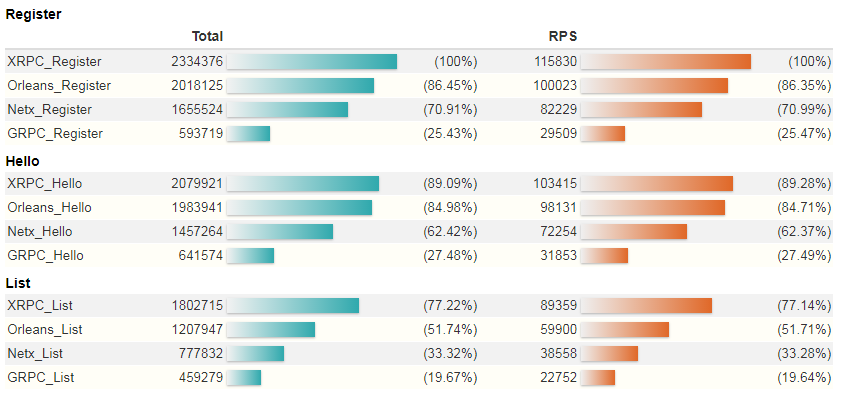 Register
Total RPS
XRPC_Register 2334376 (100%) 115830 (100%)
Orleans_Register 2018125 (86.45%) 100023 (86.35%)
Netx_Register 1655524 (70.91%) 82229 (70.99%)
GRPC_Register 593719 (25.43%) 29509 (25.47%)
Hello
XRPC_Hello 2079921 (89.09%) 103415 (89.28%)
Orleans_Hello 1983941 (84.98%) 98131 (84.71%)
Netx_Hello 1457264 (62.42%) 72254 (62.37%)
GRPC_Hello 641574 (27.48%) 31853 (27.49%)
List
XRPC_List 1802715 (77.22%) 89359 (77.14%)
Orleans_List 1207947 (51.74%) 59900 (51.71%)
Netx_List 777832 (33.32%) 38558 (33.28%)
GRPC_List 459279 (19.67%) 22752 (19.64%)